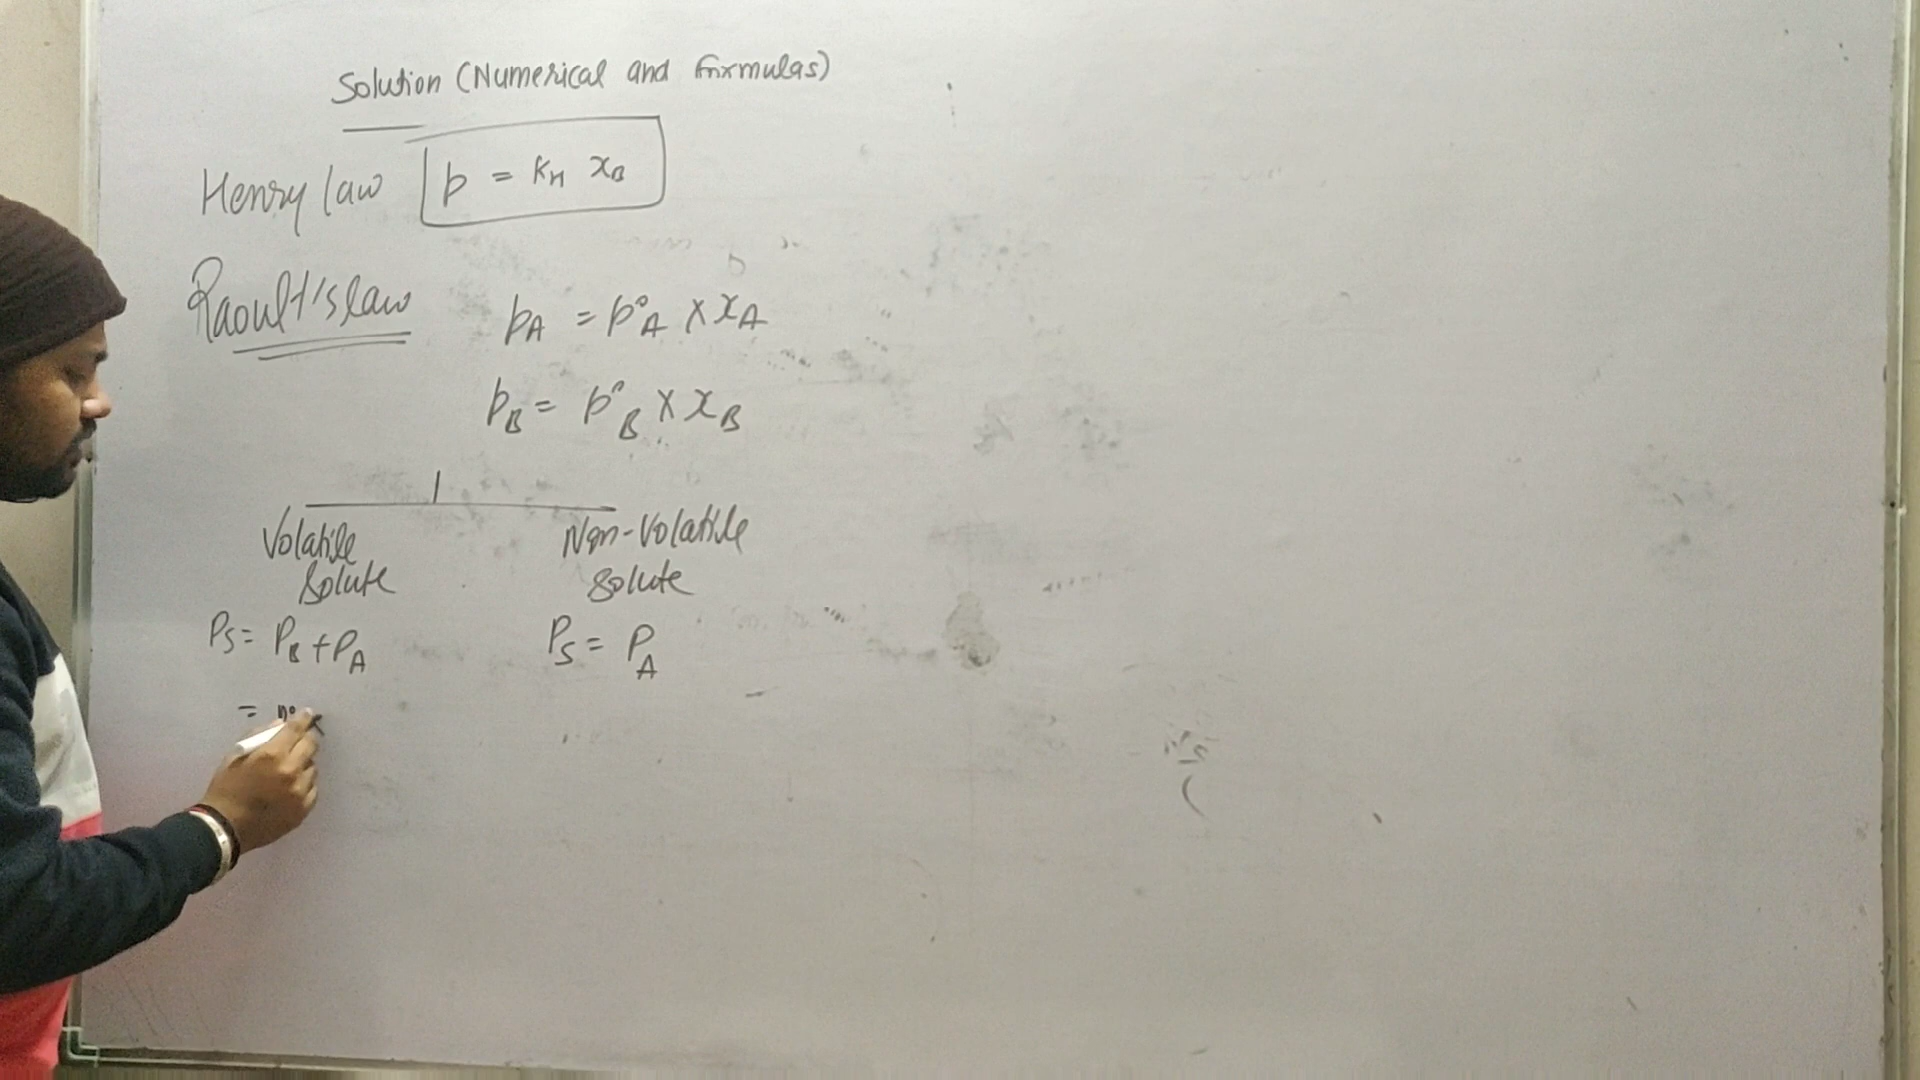 Solution (Numerical and Formulas)
Henry law p = KH xB
Raoult's law pA = p°A × xA
pB = p°B × xB
Volatile Solute
Non-Volatile Solute
PS = PB + PA
PS = PA
=